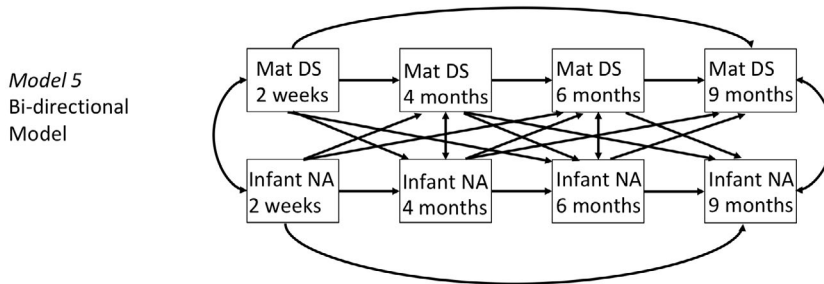 Model 5
Bi-directional
Model
Mat DS
2 weeks
Mat DS
4 months
Mat DS
6 months
Mat DS
9 months
Infant NA
2 weeks
Infant NA
4 months
Infant NA
6 months
Infant NA
9 months